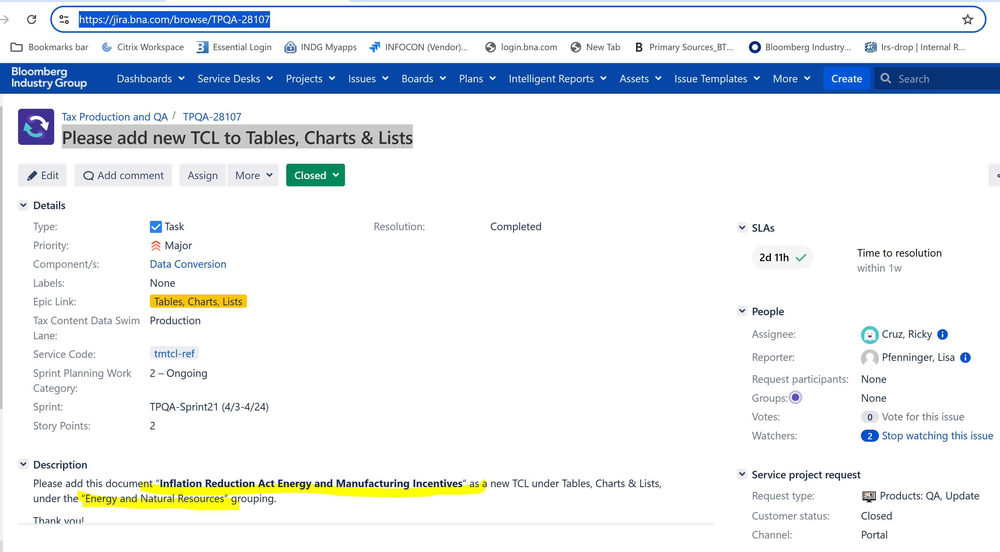 https://jira.bna.com/browse/TPQA-28107
Bookmarks bar Citrix Workspace Essential Login INDG Myapps INFOCON (Vendor)... login.bna.com New Tab Primary Sources_BT... Bloomberg Industry... Irs-drop | Internal R...
Bloomberg
Industry Group
Dashboards Service Desks Projects Issues Boards Plans Intelligent Reports Assets Issue Templates More Create Search
Tax Production and QA / TPQA-28107
Please add new TCL to Tables, Charts & Lists
Edit Add comment Assign More Closed
Details
Type: Task
Resolution: Completed
Priority: Major
Component/s: Data Conversion
Labels: None
Epic Link: Tables, Charts, Lists
Tax Content Data Swim Production
Lane:
Service Code: tmtcl-ref
Sprint Planning Work 2 – Ongoing
Category:
Sprint: TPQA-Sprint21 (4/3-4/24)
Story Points: 2
Description
Please add this document “Inflation Reduction Act Energy and Manufacturing Incentives“ as a new TCL under Tables, Charts & Lists,
under the “Energy and Natural Resources” grouping.
Thank you!
SLAs
2d 11h Time to resolution
within 1w
People
Assignee: Cruz, Ricky
Reporter: Pfenninger, Lisa
Request participants: None
Groups: None
Votes: 0 Vote for this issue
Watchers: 2 Stop watching this issue
Service project request
Request type: Products: QA, Update
Customer status: Closed
Channel: Portal